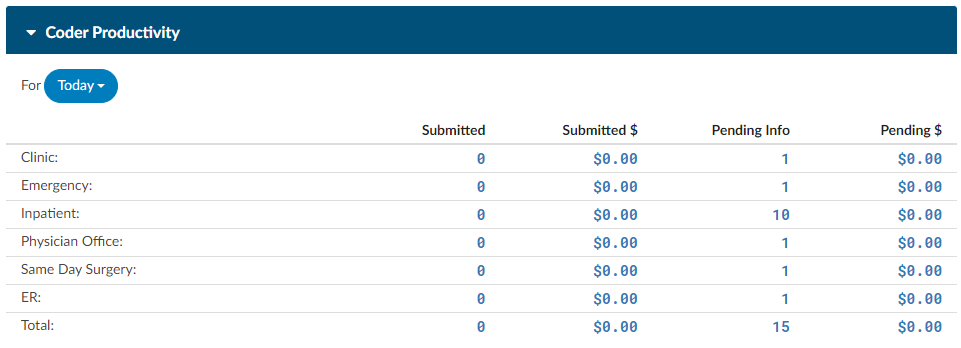 Coder Productivity
For Today
Submitted Submitted $ Pending Info Pending $
Clinic: 0 $0.00 1 $0.00
Emergency: 0 $0.00 1 $0.00
Inpatient: 0 $0.00 10 $0.00
Physician Office: 0 $0.00 1 $0.00
Same Day Surgery: 0 $0.00 1 $0.00
ER: 0 $0.00 1 $0.00
Total: 0 $0.00 15 $0.00